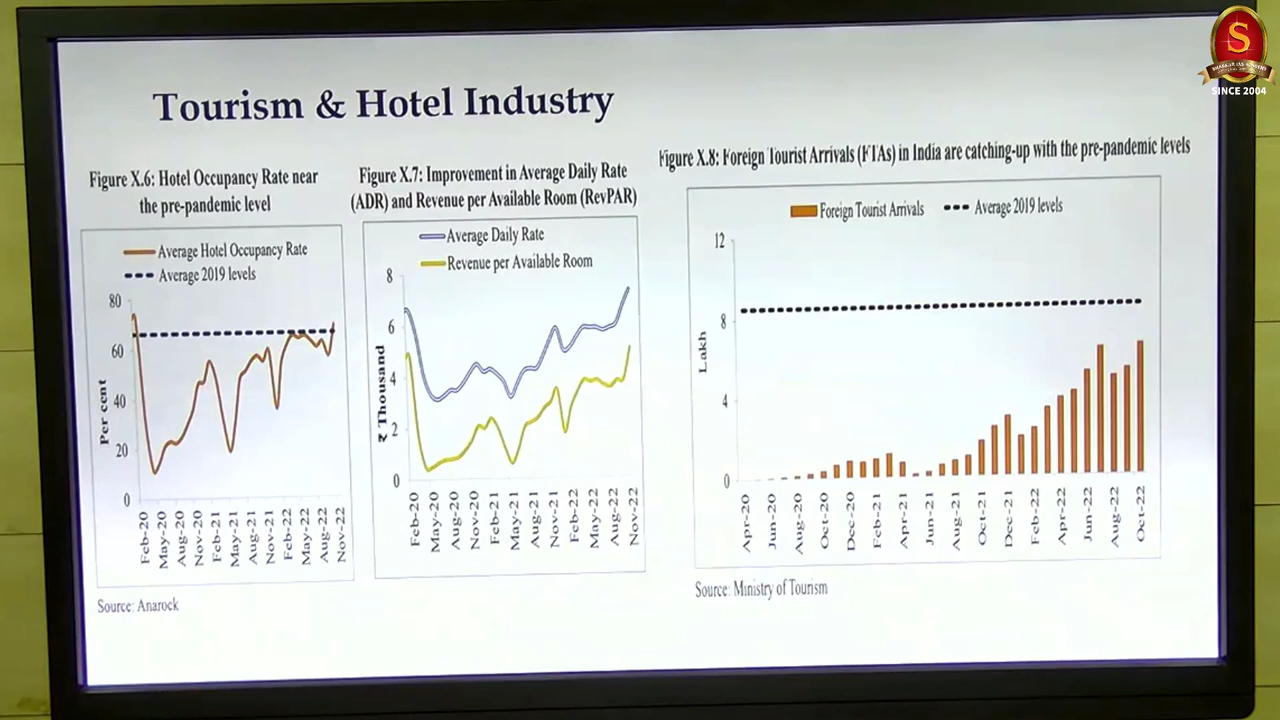 S
SHANKAR IAS ACADEMY
SINCE 2004
Tourism & Hotel Industry
Figure X.6: Hotel Occupancy Rate near
the pre-pandemic level
Average Hotel Occupancy Rate
Average 2019 levels
Per cent
80
60
40
20
0
Feb-20
May-20
Aug-20
Nov-20
Feb-21
May-21
Aug-21
Nov-21
Feb-22
May-22
Aug-22
Nov-22
Source: Anarock
Figure X.7: Improvement in Average Daily Rate
(ADR) and Revenue per Available Room (RevPAR)
Average Daily Rate
Revenue per Available Room
₹ Thousand
8
6
4
2
0
Feb-20
May-20
Aug-20
Nov-20
Feb-21
May-21
Aug-21
Nov-21
Feb-22
May-22
Aug-22
Nov-22
Figure X.8: Foreign Tourist Arrivals (FTAs) in India are catching-up with the pre-pandemic levels
Foreign Tourist Arrivals
Average 2019 levels
Lakh
12
8
4
0
Apr-20
Jun-20
Aug-20
Oct-20
Dec-20
Feb-21
Apr-21
Jun-21
Aug-21
Oct-21
Dec-21
Feb-22
Apr-22
Jun-22
Aug-22
Oct-22
Source: Ministry of Tourism